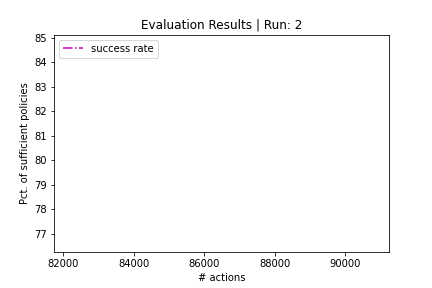 Evaluation Results | Run: 2
success rate
Pct. of sufficient policies
85
84
83
82
81
80
79
78
77
82000 84000 86000 88000 90000
# actions